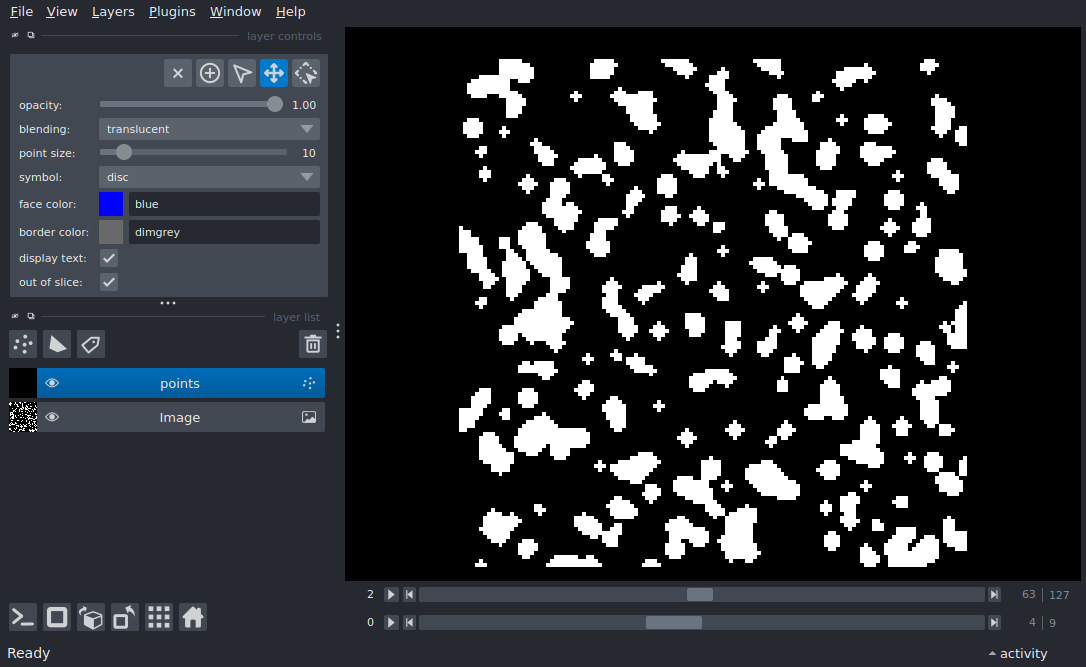 File View Layers Plugins Window Help
layer controls
opacity: 1.00
blending: translucent
point size: 10
symbol: disc
face color: blue
border color: dimgrey
display text:
out of slice:
layer list
points
Image
2 63 127
0 4 9
Ready activity